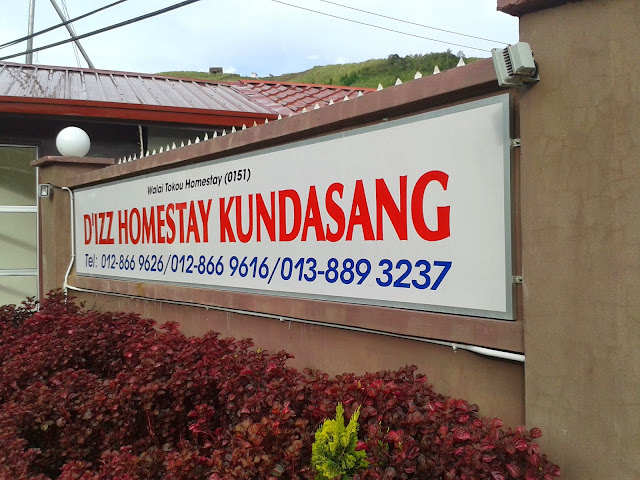 Walai Tokou Homestay (0151)
D'IZZ HOMESTAY KUNDASANG
Tel: 012-866 9626/012-866 9616/013-889 3237